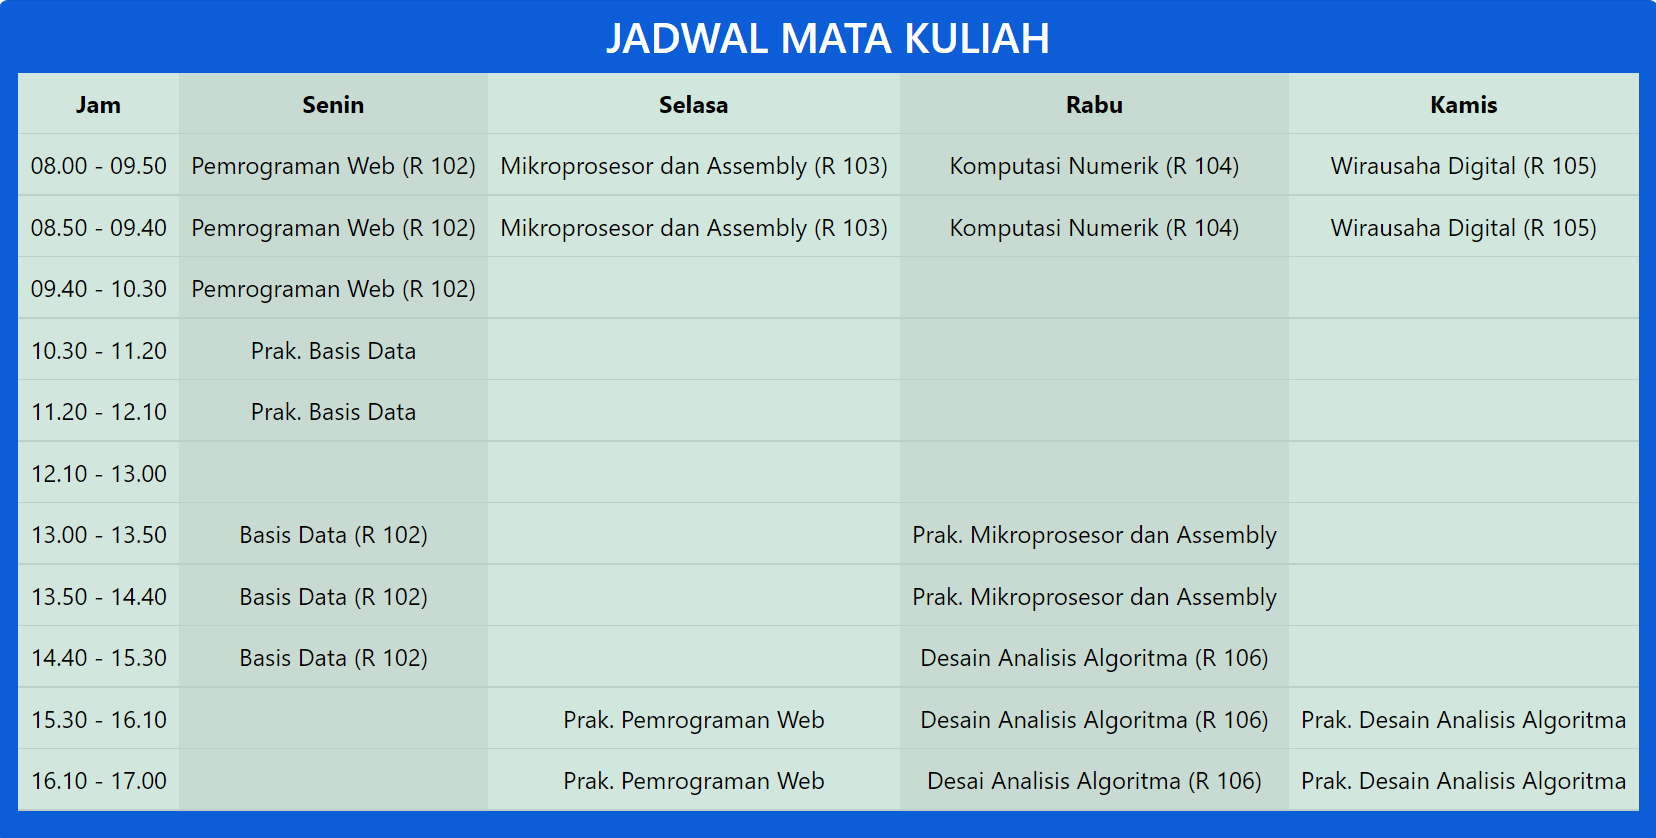 JADWAL MATA KULIAH
Jam Senin Selasa Rabu Kamis
08.00 - 09.50 Pemrograman Web (R 102) Mikroprosesor dan Assembly (R 103) Komputasi Numerik (R 104) Wirausaha Digital (R 105)
08.50 - 09.40 Pemrograman Web (R 102) Mikroprosesor dan Assembly (R 103) Komputasi Numerik (R 104) Wirausaha Digital (R 105)
09.40 - 10.30 Pemrograman Web (R 102)
10.30 - 11.20 Prak. Basis Data
11.20 - 12.10 Prak. Basis Data
12.10 - 13.00
13.00 - 13.50 Basis Data (R 102) Prak. Mikroprosesor dan Assembly
13.50 - 14.40 Basis Data (R 102) Prak. Mikroprosesor dan Assembly
14.40 - 15.30 Basis Data (R 102) Desain Analisis Algoritma (R 106)
15.30 - 16.10 Prak. Pemrograman Web Desain Analisis Algoritma (R 106) Prak. Desain Analisis Algoritma
16.10 - 17.00 Prak. Pemrograman Web Desai Analisis Algoritma (R 106) Prak. Desain Analisis Algoritma